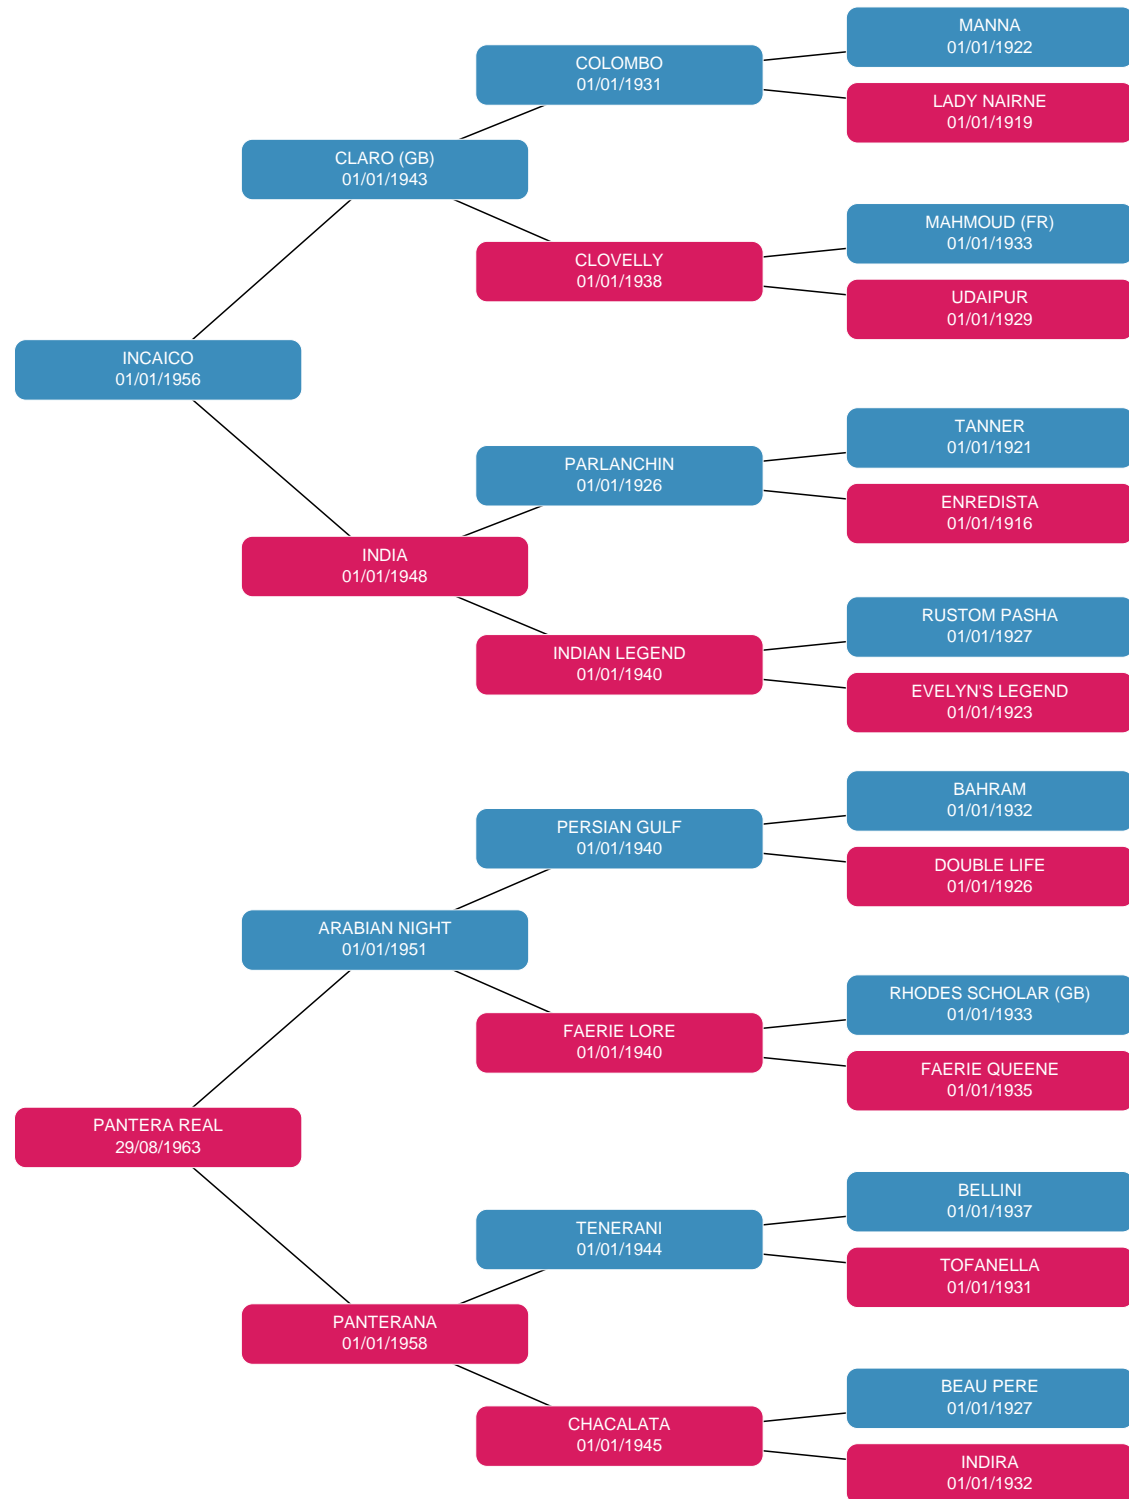 MANNA
01/01/1922
COLOMBO
01/01/1931
LADY NAIRNE
01/01/1919
CLARO (GB)
01/01/1943
MAHMOUD (FR)
01/01/1933
CLOVELLY
01/01/1938
UDAIPUR
01/01/1929
INCAICO
01/01/1956
TANNER
01/01/1921
PARLANCHIN
01/01/1926
ENREDISTA
01/01/1916
INDIA
01/01/1948
RUSTOM PASHA
01/01/1927
INDIAN LEGEND
01/01/1940
EVELYN'S LEGEND
01/01/1923
BAHRAM
01/01/1932
PERSIAN GULF
01/01/1940
DOUBLE LIFE
01/01/1926
ARABIAN NIGHT
01/01/1951
RHODES SCHOLAR (GB)
01/01/1933
FAERIE LORE
01/01/1940
FAERIE QUEENE
01/01/1935
PANTERA REAL
29/08/1963
BELLINI
01/01/1937
TENERANI
01/01/1944
TOFANELLA
01/01/1931
PANTERANA
01/01/1958
BEAU PERE
01/01/1927
CHACALATA
01/01/1945
INDIRA
01/01/1932